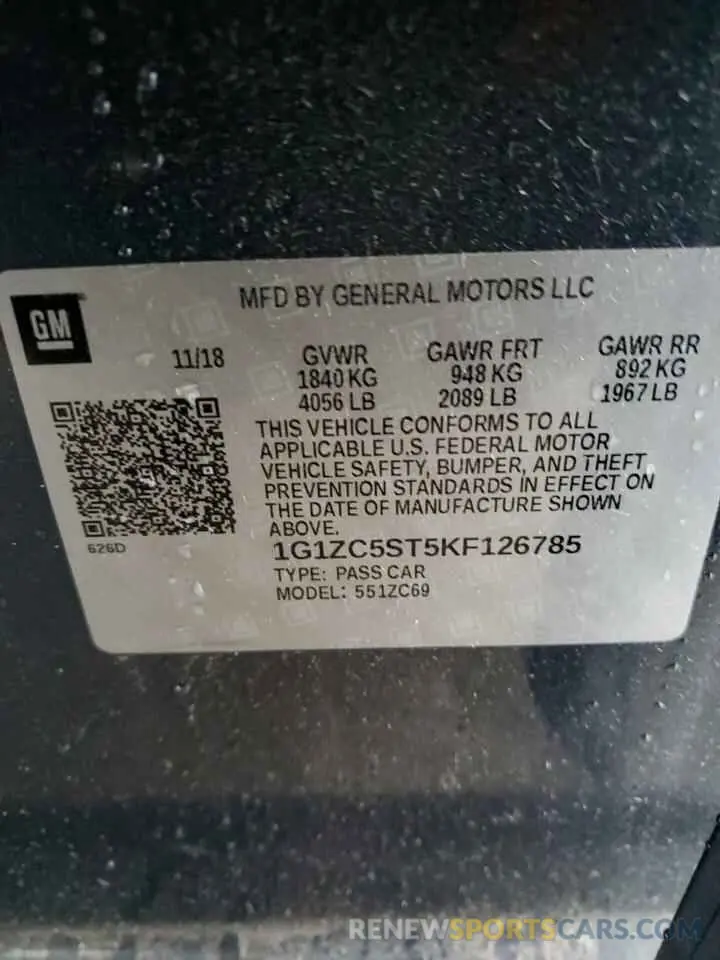 MFD BY GENERAL MOTORS LLC
GM
11/18 GVWR GAWR FRT GAWR RR
1840 KG 948 KG 892 KG
4056 LB 2089 LB 1967 LB
THIS VEHICLE CONFORMS TO ALL
APPLICABLE U.S. FEDERAL MOTOR
VEHICLE SAFETY, BUMPER, AND THEFT
PREVENTION STANDARDS IN EFFECT ON
THE DATE OF MANUFACTURE SHOWN
ABOVE.
626D
1G1ZC5ST5KF126785
TYPE: PASS CAR
MODEL: 551ZC69
RENEWSPORTSCARS.COM